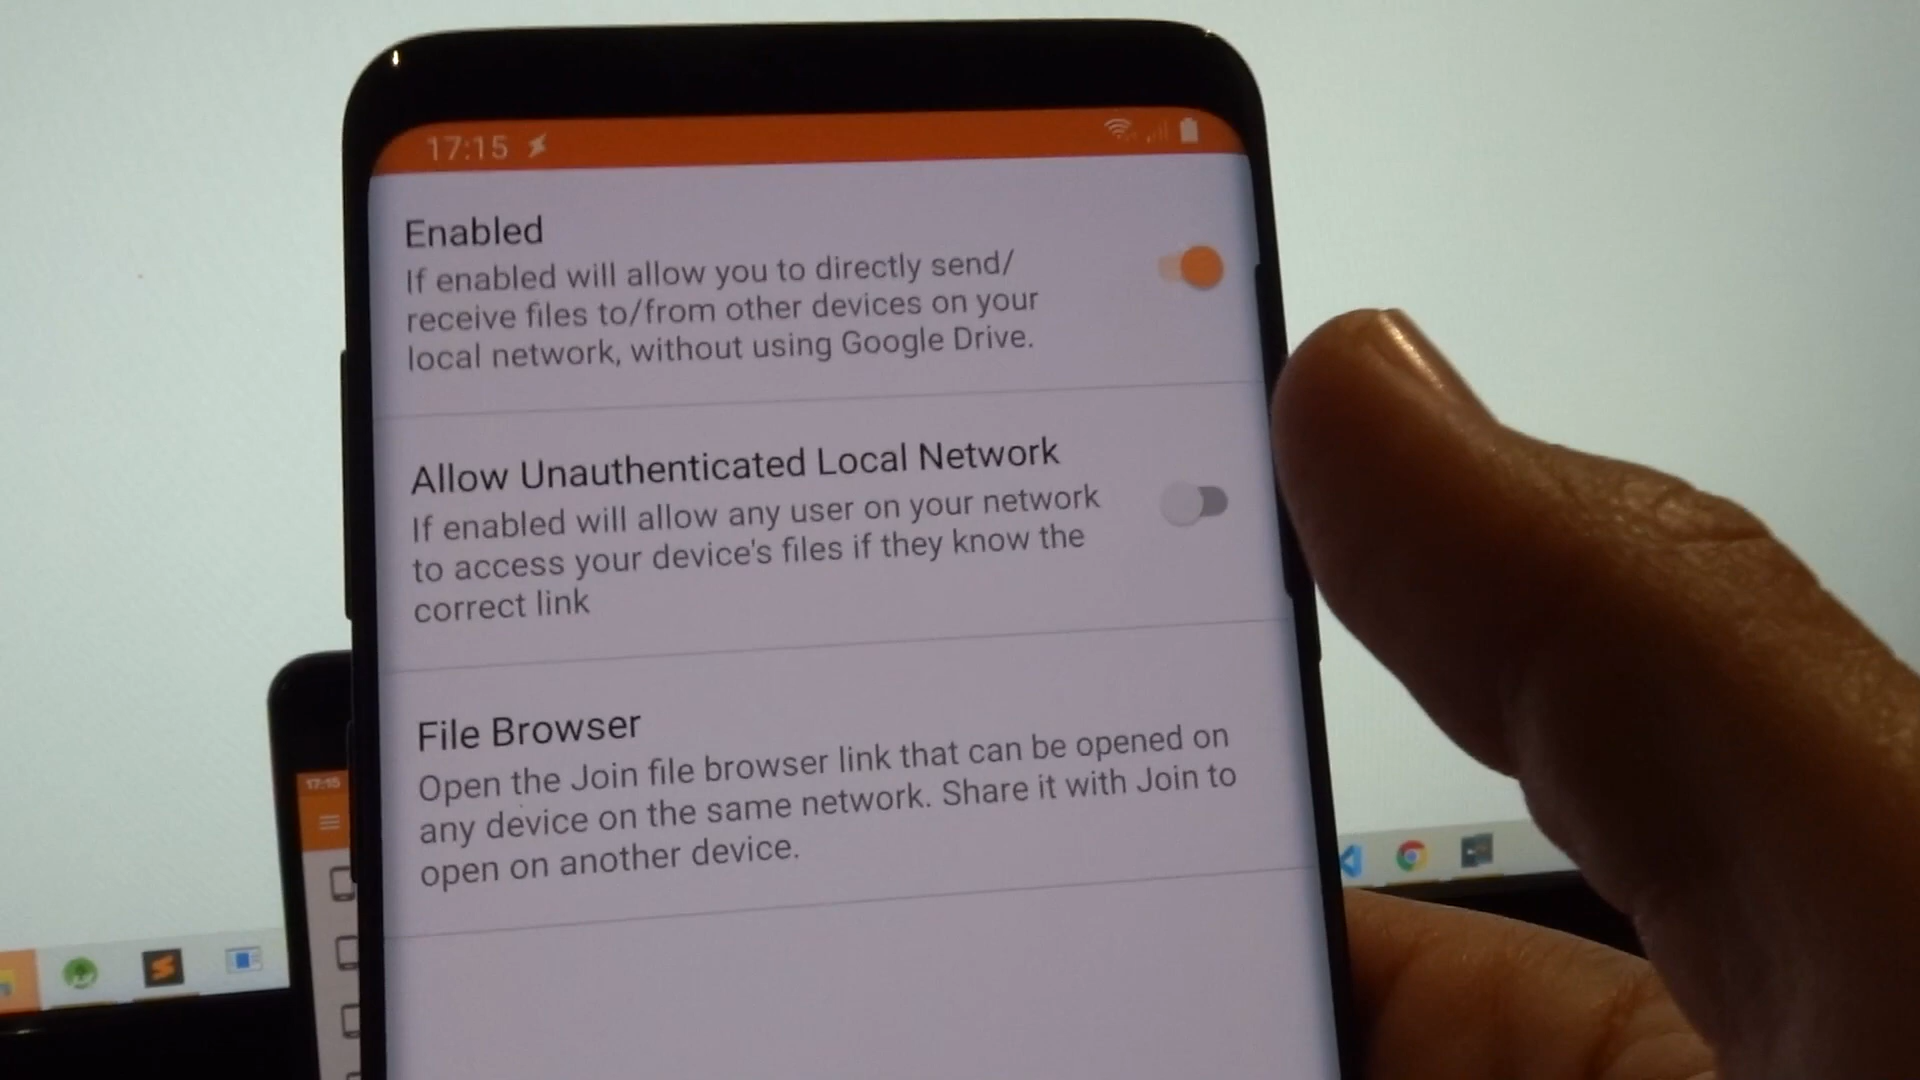 17:15
Enabled
If enabled will allow you to directly send/
receive files to/from other devices on your
local network, without using Google Drive.
Allow Unauthenticated Local Network
If enabled will allow any user on your network
to access your device's files if they know the
correct link
File Browser
Open the Join file browser link that can be opened on
any device on the same network. Share it with Join to
open on another device.
17:15